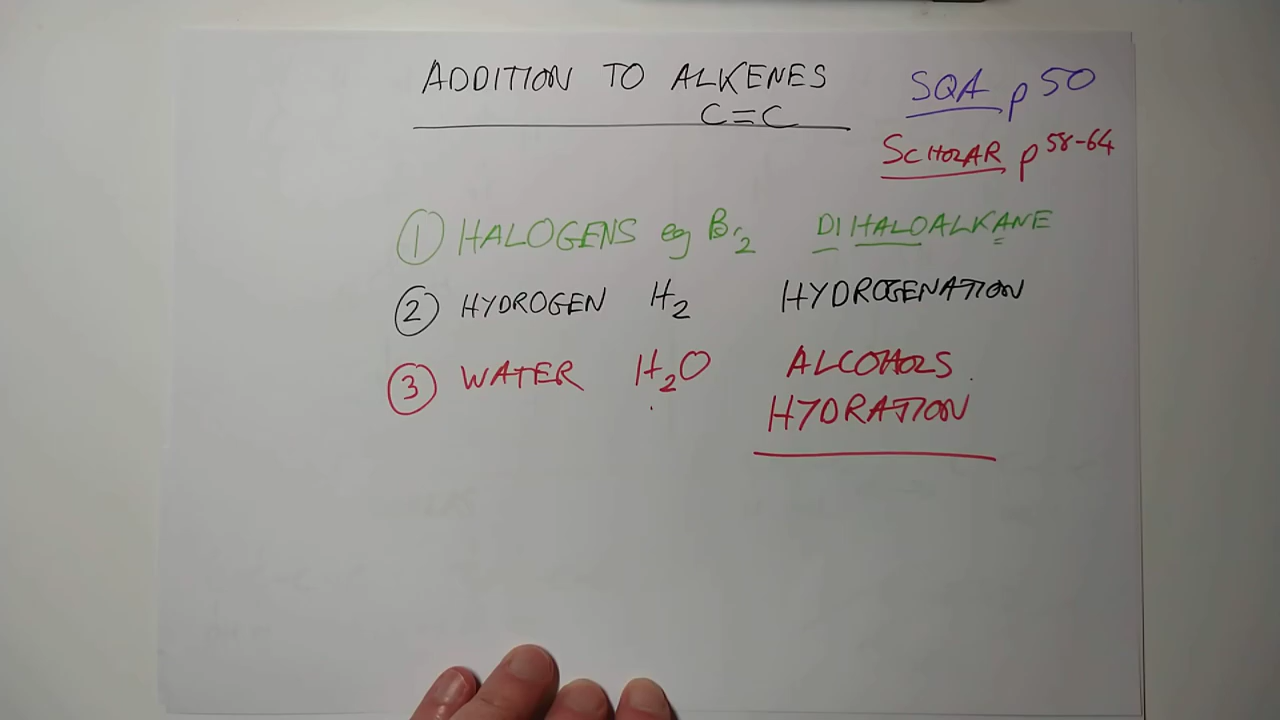 ADDITION TO ALKENES
C=C
SQA p 50
SCHOLAR p 58-64
① HALOGENS eg Br₂ DIHALOALKANE
② HYDROGEN H₂ HYDROGENATION
③ WATER H₂O ALCOHOLS
HYDRATION